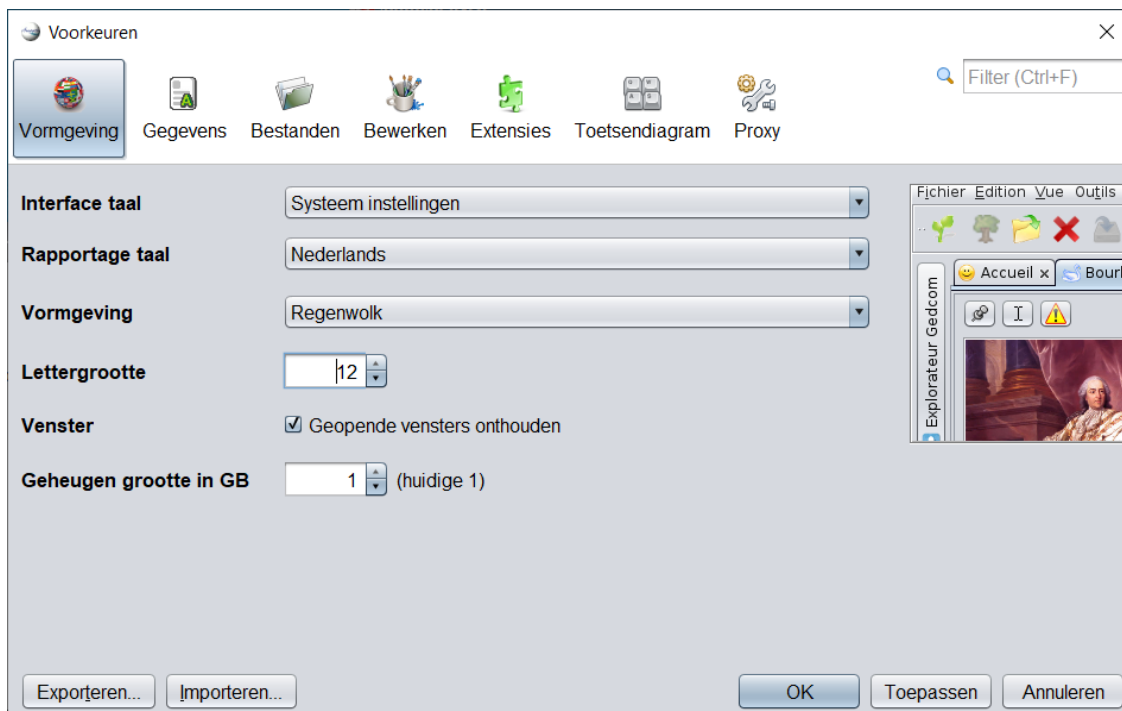 Voorkeuren
Vormgeving Gegevens Bestanden Bewerken Extensies Toetsendiagram Proxy
Filter (Ctrl+F)
Interface taal Systeem instellingen
Rapportage taal Nederlands
Vormgeving Regenwolk
Lettergrootte 12
Venster Geopende vensters onthouden
Geheugen grootte in GB 1 (huidige 1)
Fichier Edition Vue Outils
Accueil x
Explorateur Gedcom
Exporteren... Importeren... OK Toepassen Annuleren